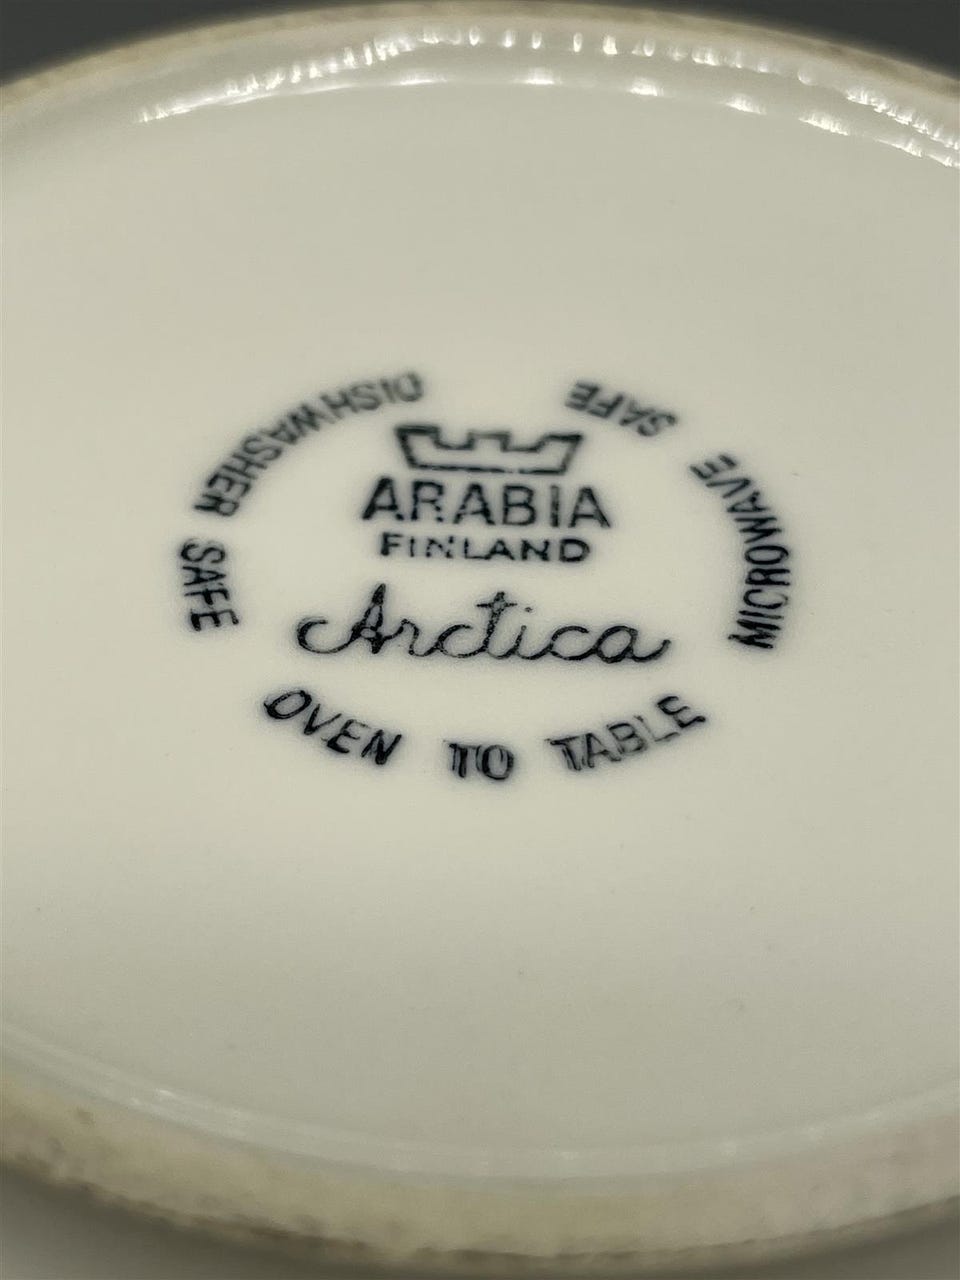 ARABIA
FINLAND
Arctica
DISHWASHER SAFE
OVEN TO TABLE
MICROWAVE SAFE